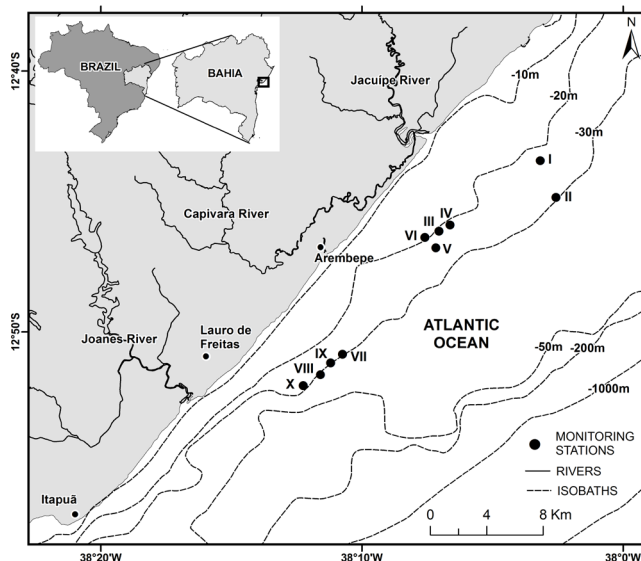 N
12°40'S
BRAZIL
BAHIA
Jacuípe River
-10m
-20m
-30m
I
II
Capivara River
IV
III
VI
V
Arembepe
12°50'S
Joanes River
Lauro de
Freitas
ATLANTIC
OCEAN
-50m
-200m
-1000m
IX
VII
VIII
X
MONITORING
STATIONS
RIVERS
ISOBATHS
Itapuã
0 4 8 Km
38°20'W
38°10'W
38°0'W